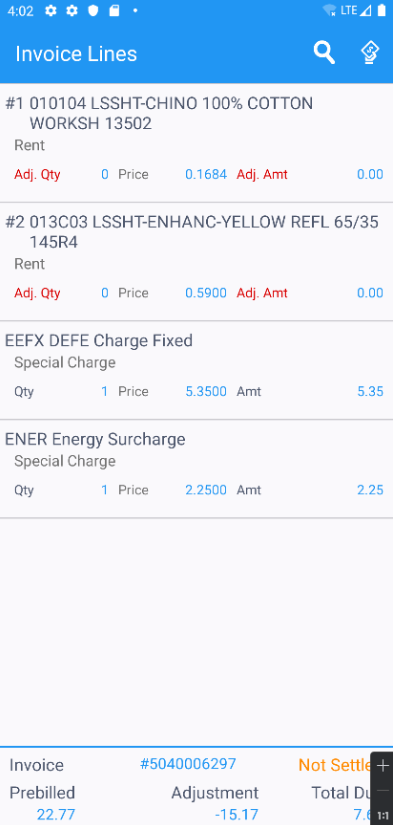 4:02 LTE
Invoice Lines
#1 010104 LSSHT-CHINO 100% COTTON
WORKSH 13502
Rent
Adj. Qty 0 Price 0.1684 Adj. Amt 0.00
#2 013C03 LSSHT-ENHANC-YELLOW REFL 65/35
145R4
Rent
Adj. Qty 0 Price 0.5900 Adj. Amt 0.00
EEFX DEFE Charge Fixed
Special Charge
Qty 1 Price 5.3500 Amt 5.35
ENER Energy Surcharge
Special Charge
Qty 1 Price 2.2500 Amt 2.25
Invoice #5040006297 Not Settle
Prebilled Adjustment Total Du
22.77 -15.17 7.6
1:1